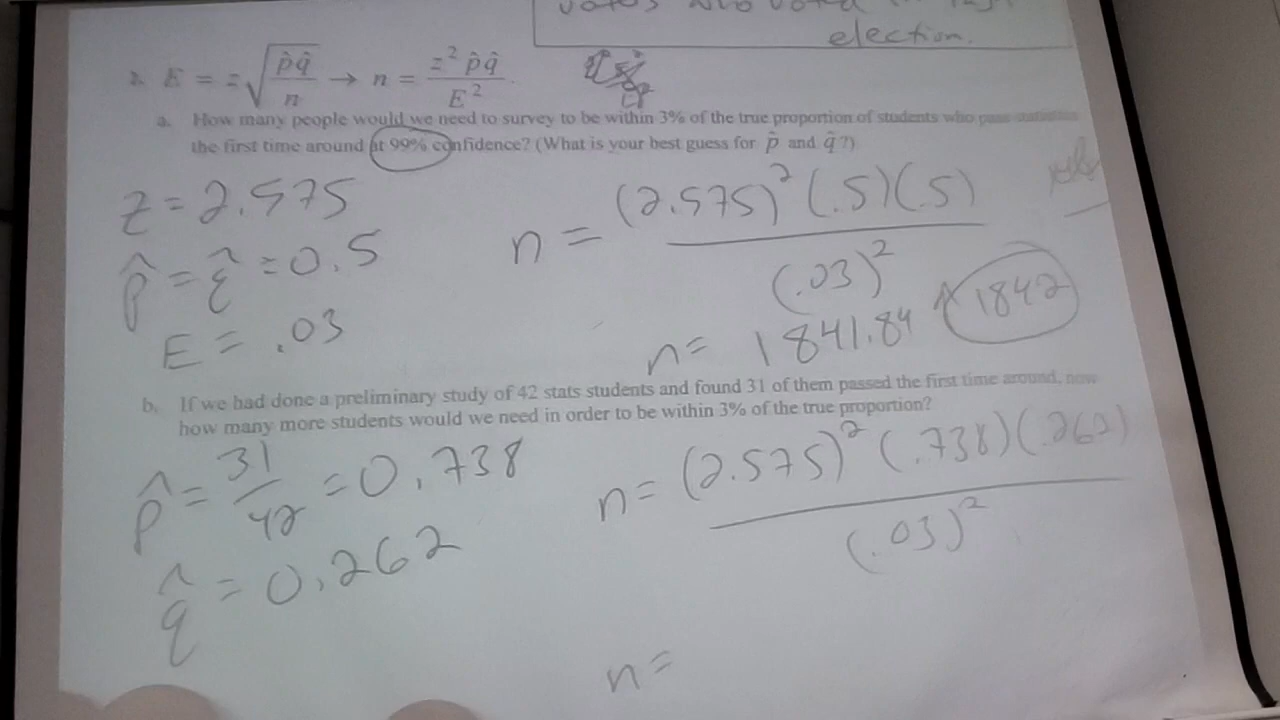 voted in
election.
2. E = z√(p̂q̂/n) → n = z² p̂q̂/E²
a. How many people would we need to survey to be within 3% of the true proportion of students who pass statistics
the first time around at 99% confidence? (What is your best guess for p̂ and q̂?)
z = 2.575
n = (2.575)² (.5)(.5)/(.03)²
p̂ = q̂ = 0.5
E = .03
n = 1841.84 1842
b. If we had done a preliminary study of 42 stats students and found 31 of them passed the first time around, now
how many more students would we need in order to be within 3% of the true proportion?
p̂ = 31/42 = 0.738
n = (2.575)² (.738)(.262)/(.03)²
q̂ = 0.262
n =